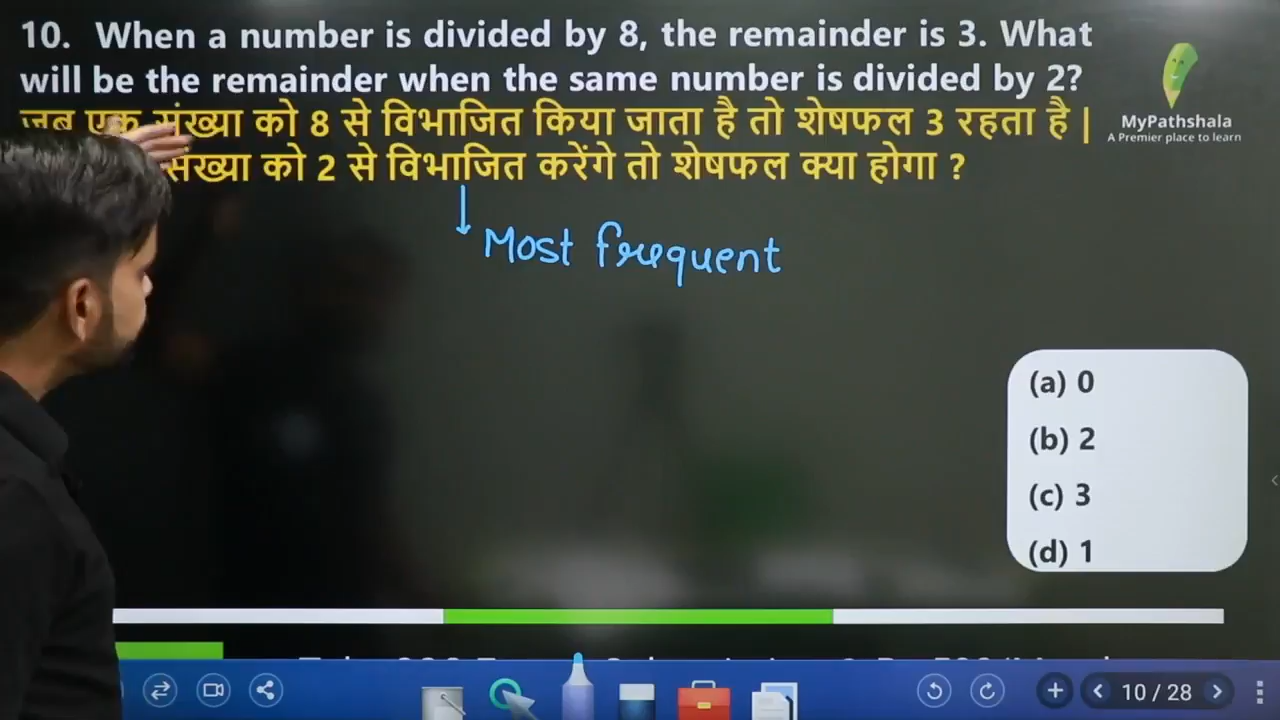 10. When a number is divided by 8, the remainder is 3. What
will be the remainder when the same number is divided by 2?
जब एक संख्या को 8 से विभाजित किया जाता है तो शेषफल 3 रहता है |
संख्या को 2 से विभाजित करेंगे तो शेषफल क्या होगा ?
MyPathshala
A Premier place to learn
Most frequent
(a) 0
(b) 2
(c) 3
(d) 1
10 / 28